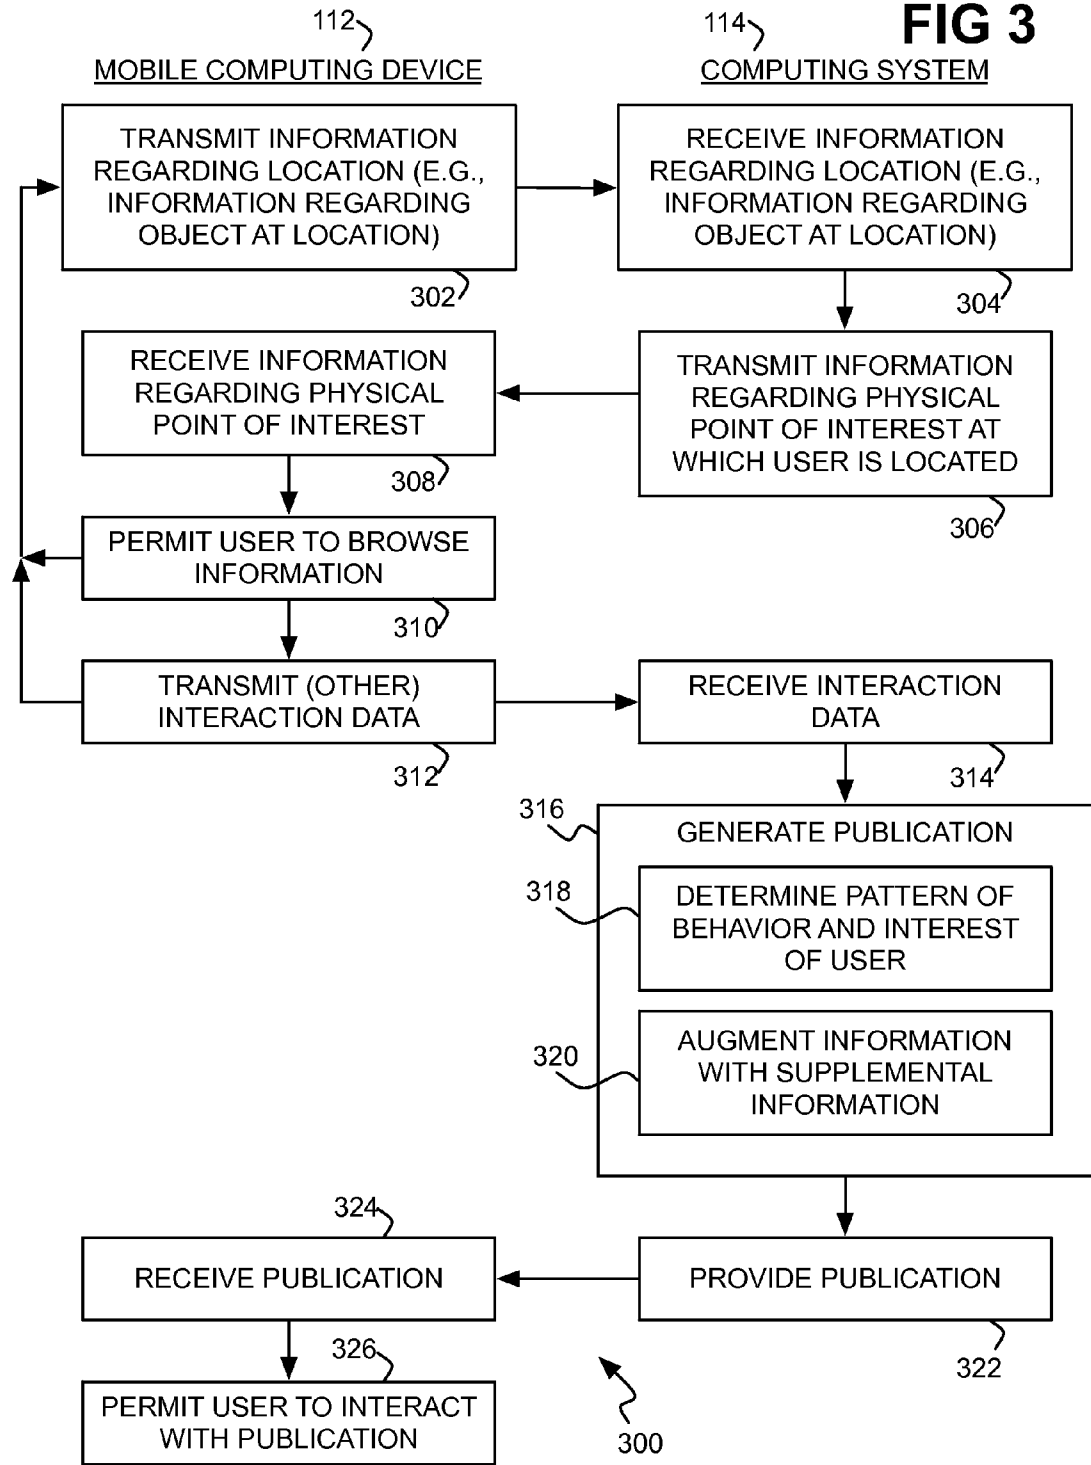 FIG 3
112
114
MOBILE COMPUTING DEVICE
COMPUTING SYSTEM
TRANSMIT INFORMATION
REGARDING LOCATION (E.G.,
INFORMATION REGARDING
OBJECT AT LOCATION)
302
RECEIVE INFORMATION
REGARDING LOCATION (E.G.,
INFORMATION REGARDING
OBJECT AT LOCATION)
304
RECEIVE INFORMATION
REGARDING PHYSICAL
POINT OF INTEREST
308
TRANSMIT INFORMATION
REGARDING PHYSICAL
POINT OF INTEREST AT
WHICH USER IS LOCATED
306
PERMIT USER TO BROWSE
INFORMATION
310
TRANSMIT (OTHER)
INTERACTION DATA
312
RECEIVE INTERACTION
DATA
314
316
GENERATE PUBLICATION
318
DETERMINE PATTERN OF
BEHAVIOR AND INTEREST
OF USER
320
AUGMENT INFORMATION
WITH SUPPLEMENTAL
INFORMATION
324
RECEIVE PUBLICATION
PROVIDE PUBLICATION
322
326
PERMIT USER TO INTERACT
WITH PUBLICATION
300